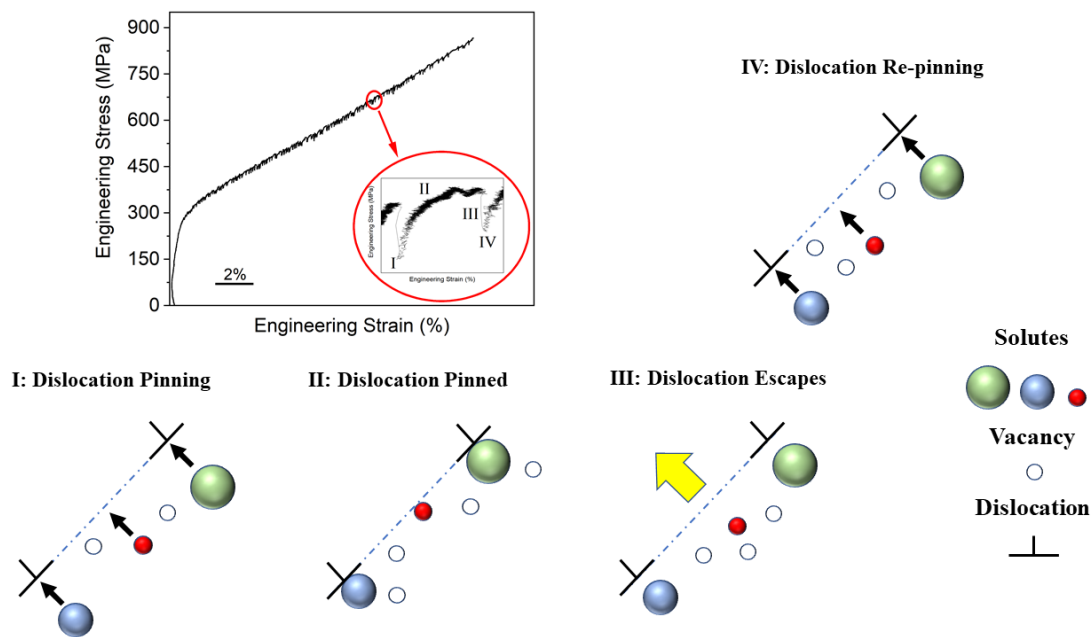 900
750
600
450
300
150
0
Engineering Stress (MPa)
2%
Engineering Strain (%)
Engineering Stress (MPa)
I
II
III
IV
Engineering Strain (%)
IV: Dislocation Re-pinning
I: Dislocation Pinning
II: Dislocation Pinned
III: Dislocation Escapes
Solutes
Vacancy
Dislocation